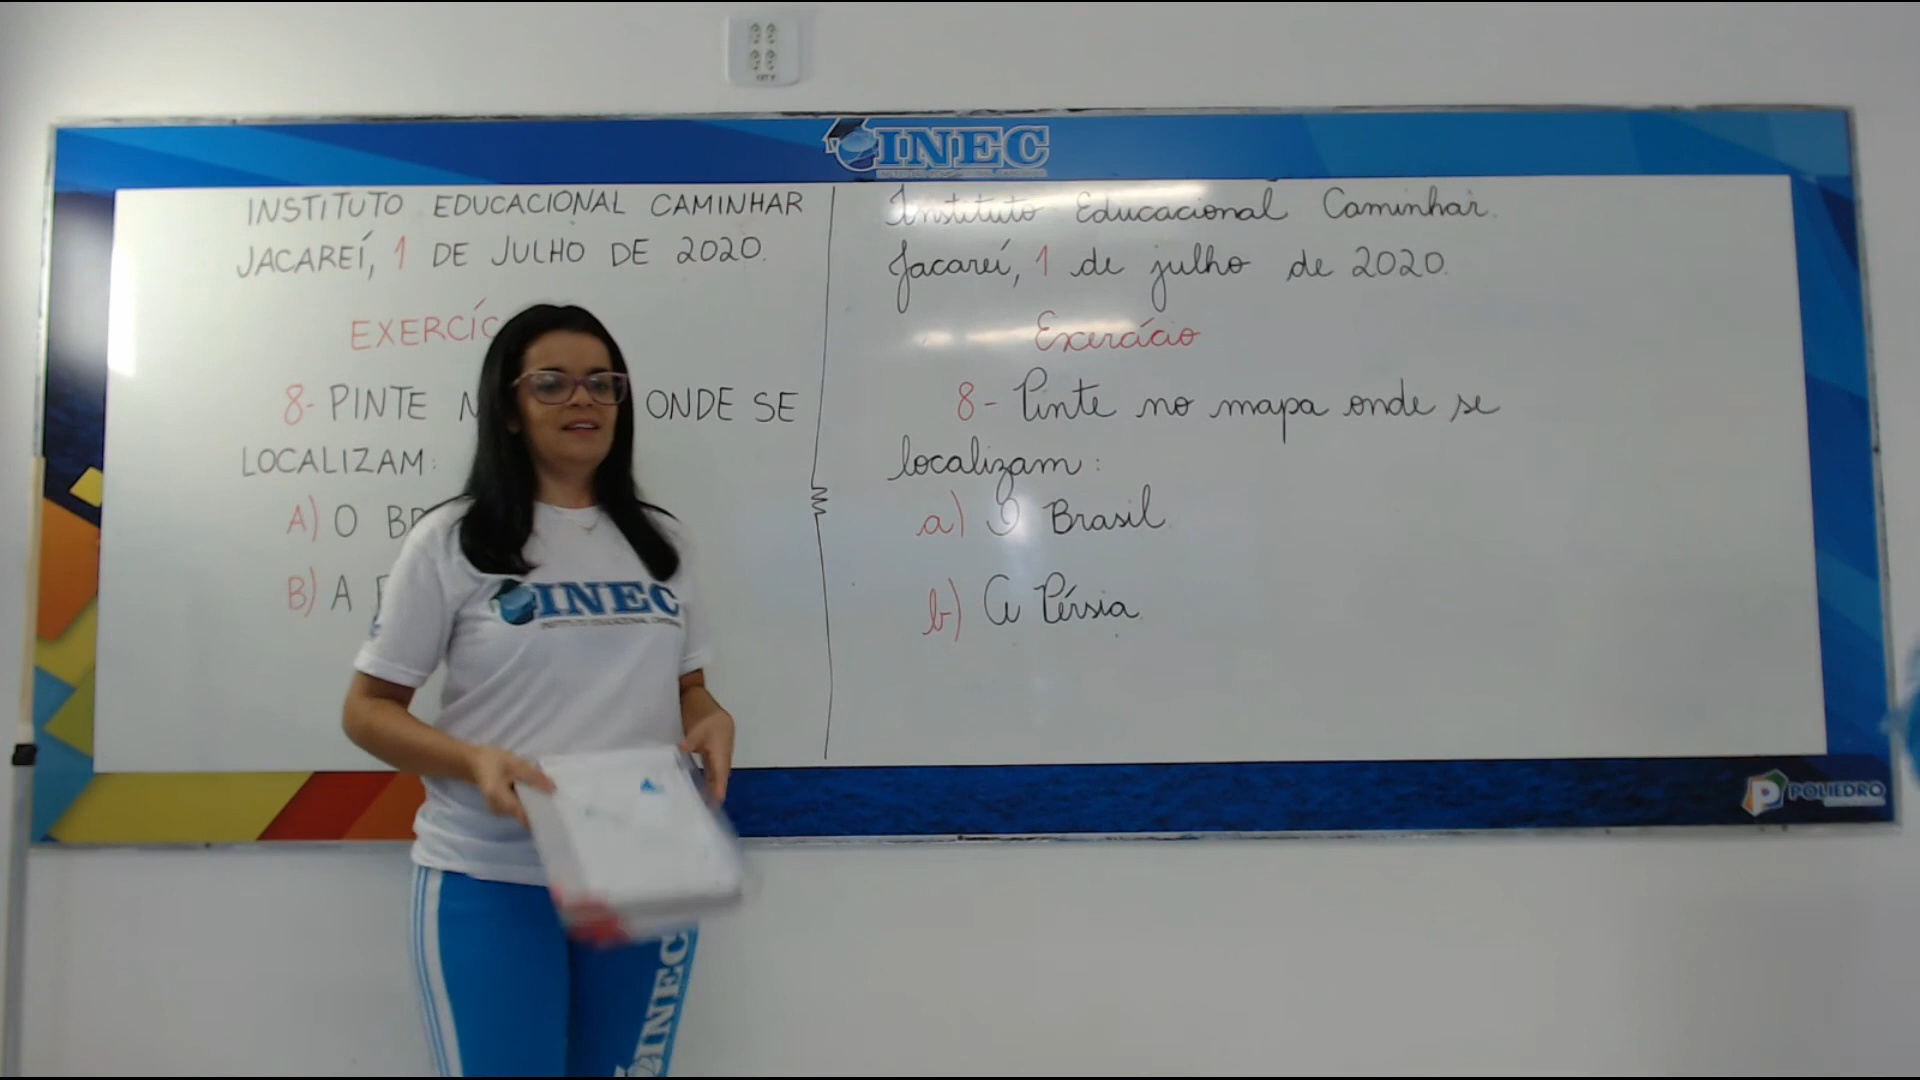 INEC
INSTITUTO EDUCACIONAL CAMINHAR
JACAREÍ, 1 DE JULHO DE 2020.
8- PINTE ONDE SE
LOCALIZAM:
A) O
B) A
Instituto Educacional Caminhar.
Jacareí, 1 de julho de 2020.
Exercício
8- Pinte no mapa onde se
localizam:
a) O Brasil
b) A Pérsia
INEC
INEC
POLIEDRO